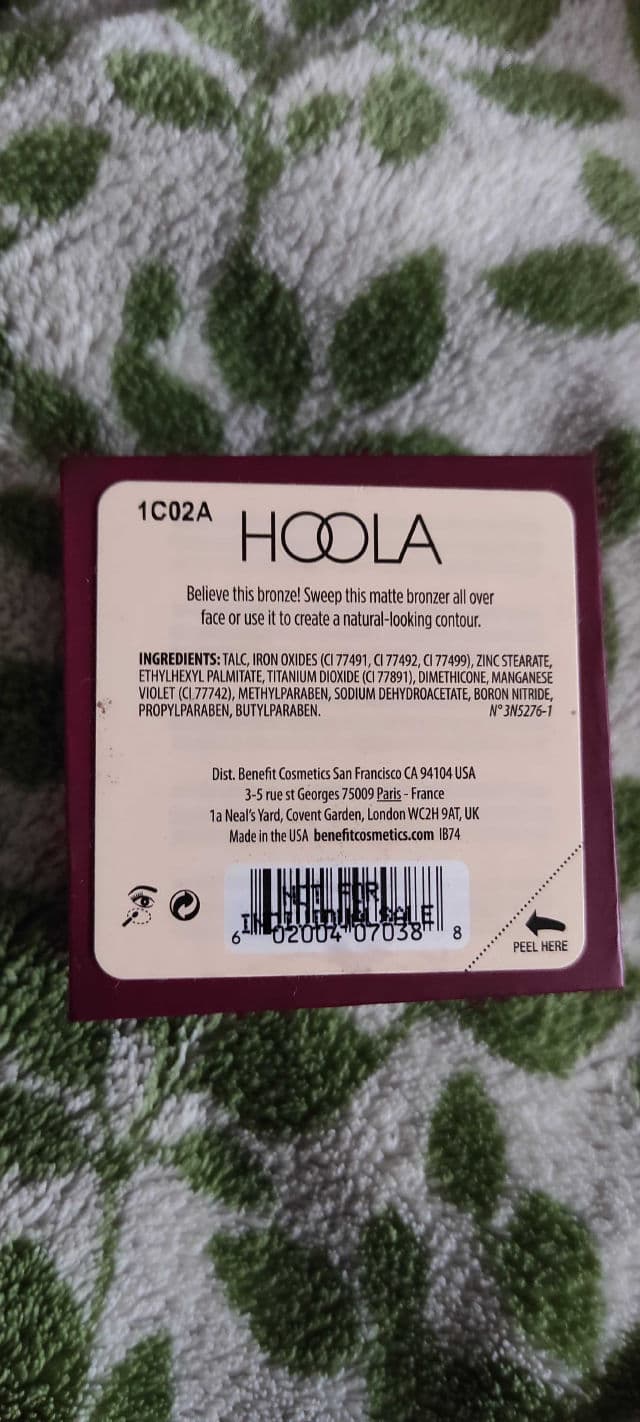 1C02A
HOOLA
Believe this bronze! Sweep this matte bronzer all over
face or use it to create a natural-looking contour.
INGREDIENTS: TALC, IRON OXIDES (CI 77491, CI 77492, CI 77499), ZINC STEARATE,
ETHYLHEXYL PALMITATE, TITANIUM DIOXIDE (CI 77891), DIMETHICONE, MANGANESE
VIOLET (CI 77742), METHYLPARABEN, SODIUM DEHYDROACETATE, BORON NITRIDE,
PROPYLPARABEN, BUTYLPARABEN. N° 3N5276-1
Dist. Benefit Cosmetics San Francisco CA 94104 USA
3-5 rue st Georges 75009 Paris - France
1a Neal's Yard, Covent Garden, London WC2H 9AT, UK
Made in the USA benefitcosmetics.com IB74
NOT FOR
INDIVIDUAL SALE
6 02004 07038 8
PEEL HERE